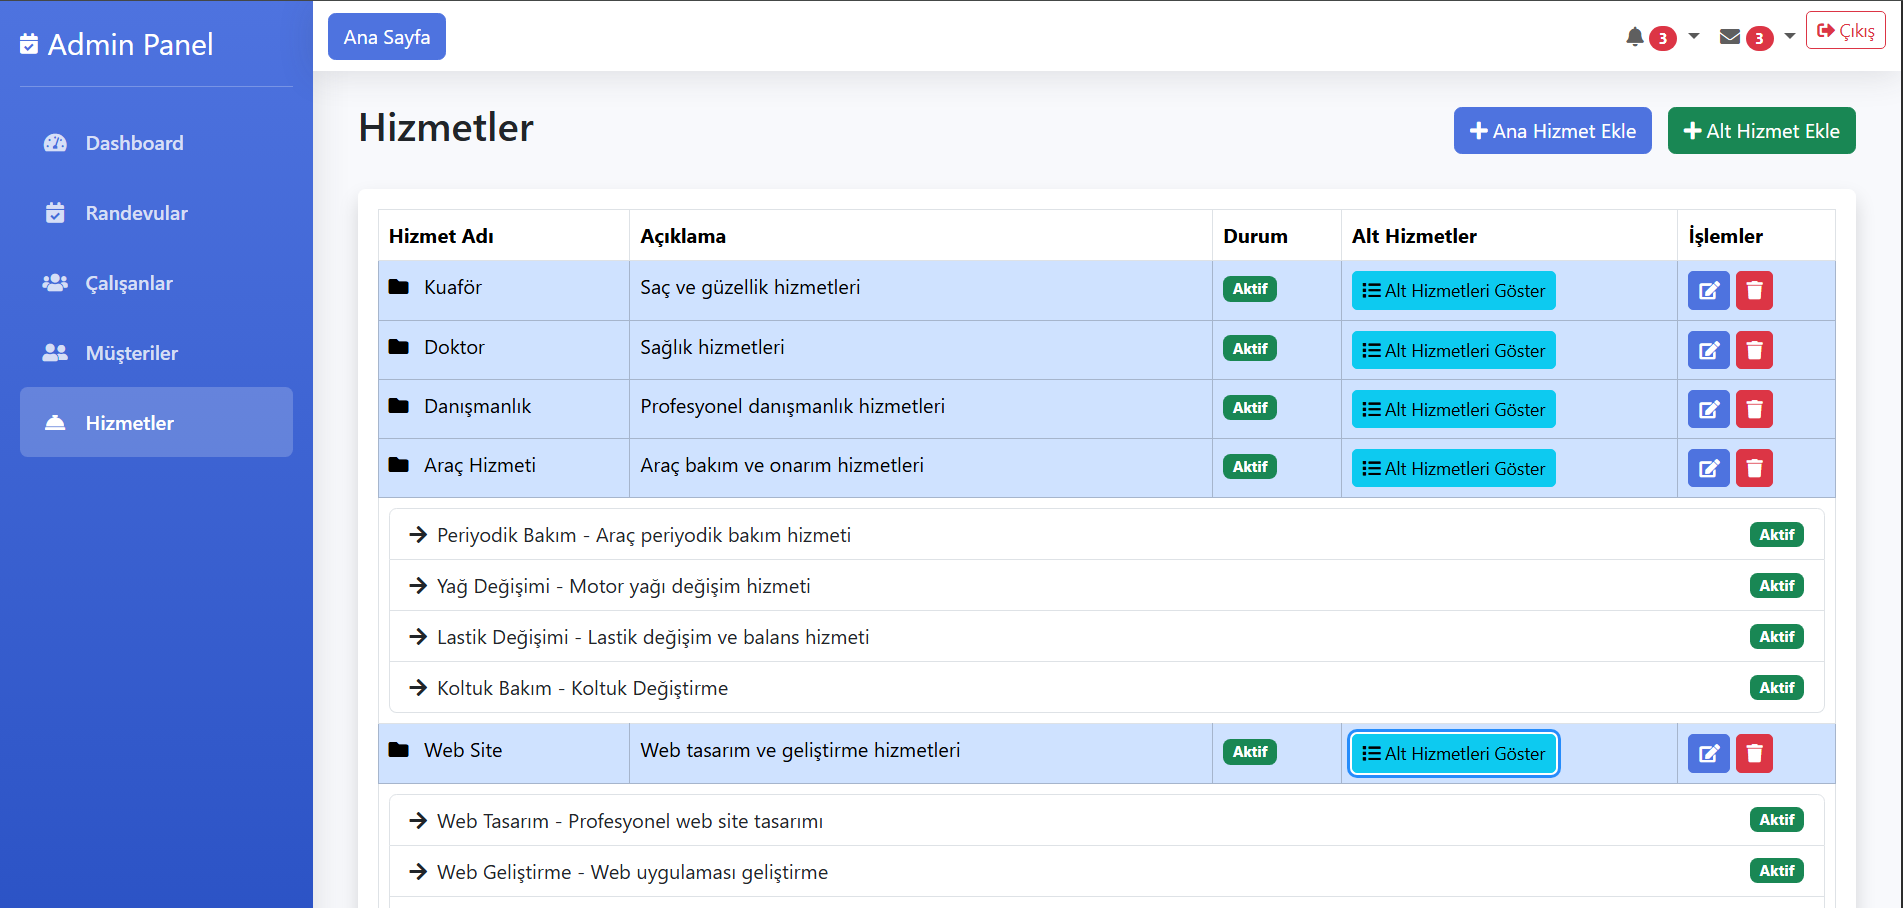 Admin Panel
Ana Sayfa
3
3
Çıkış
Dashboard
Randevular
Çalışanlar
Müşteriler
Hizmetler
Hizmetler
Ana Hizmet Ekle
Alt Hizmet Ekle
Hizmet Adı Açıklama Durum Alt Hizmetler İşlemler
Kuaför Saç ve güzellik hizmetleri Aktif Alt Hizmetleri Göster
Doktor Sağlık hizmetleri Aktif Alt Hizmetleri Göster
Danışmanlık Profesyonel danışmanlık hizmetleri Aktif Alt Hizmetleri Göster
Araç Hizmeti Araç bakım ve onarım hizmetleri Aktif Alt Hizmetleri Göster
Periyodik Bakım - Araç periyodik bakım hizmeti Aktif
Yağ Değişimi - Motor yağı değişim hizmeti Aktif
Lastik Değişimi - Lastik değişim ve balans hizmeti Aktif
Koltuk Bakım - Koltuk Değiştirme Aktif
Web Site Web tasarım ve geliştirme hizmetleri Aktif Alt Hizmetleri Göster
Web Tasarım - Profesyonel web site tasarımı Aktif
Web Geliştirme - Web uygulaması geliştirme Aktif